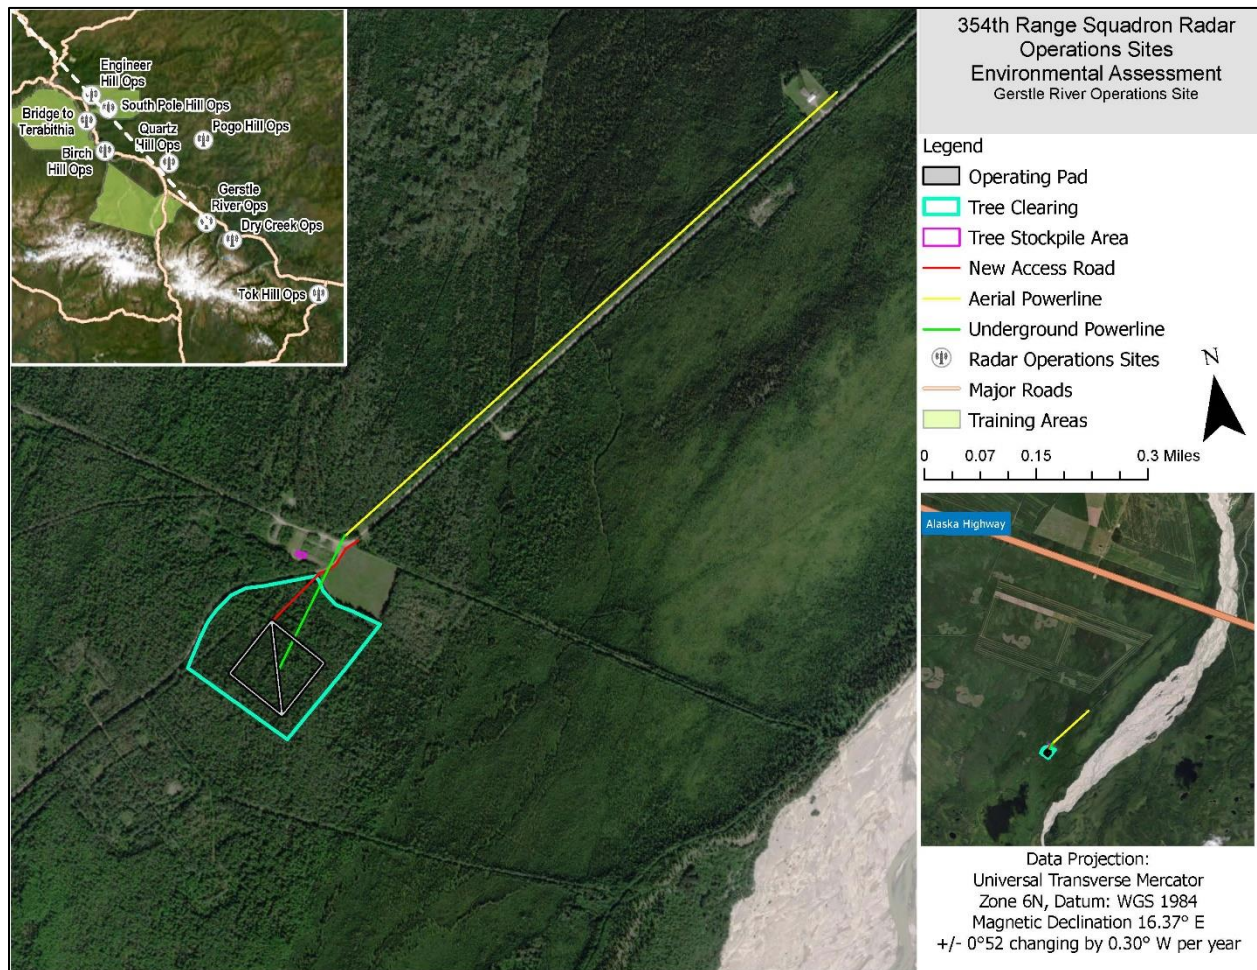 354th Range Squadron Radar
Operations Sites
Environmental Assessment
Gerstle River Operations Site
Legend
Operating Pad
Tree Clearing
Tree Stockpile Area
New Access Road
Aerial Powerline
Underground Powerline
Radar Operations Sites
Major Roads
Training Areas
N
0 0.07 0.15 0.3 Miles
Engineer
Hill Ops
South Pole Hill Ops
Bridge to
Terabithia
Quartz
Hill Ops
Pogo Hill Ops
Birch
Hill Ops
Gerstle
River Ops
Dry Creek Ops
Tok Hill Ops
Alaska Highway
Data Projection:
Universal Transverse Mercator
Zone 6N, Datum: WGS 1984
Magnetic Declination 16.37° E
+/- 0°52 changing by 0.30° W per year